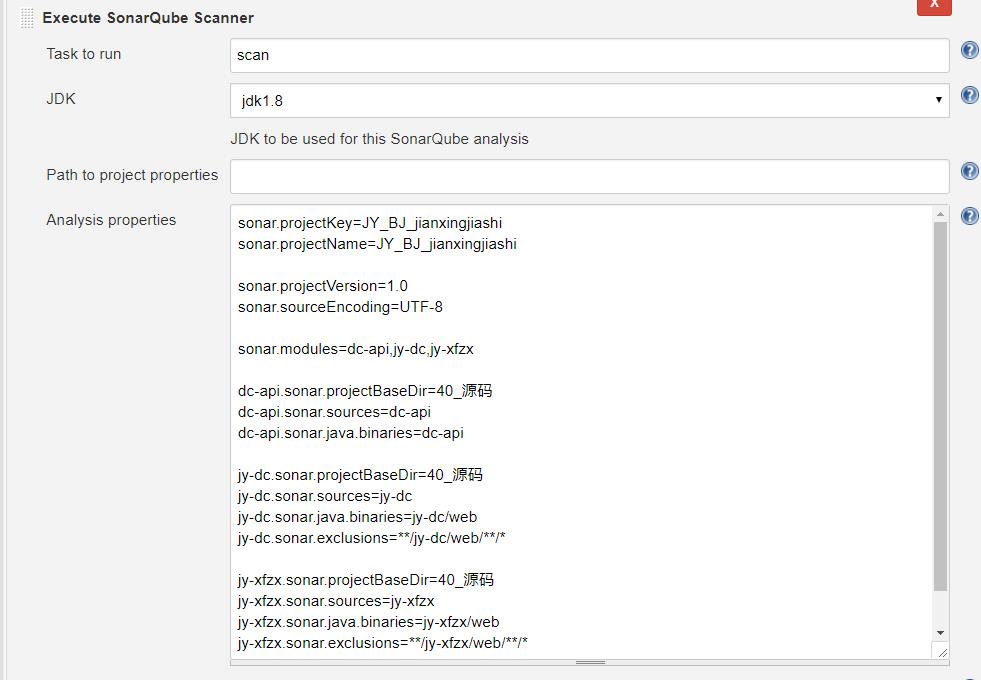 Execute SonarQube Scanner
X
Task to run
scan
JDK
jdk1.8
JDK to be used for this SonarQube analysis
Path to project properties
Analysis properties
sonar.projectKey=JY_BJ_jianxingjiashi
sonar.projectName=JY_BJ_jianxingjiashi
sonar.projectVersion=1.0
sonar.sourceEncoding=UTF-8
sonar.modules=dc-api,jy-dc,jy-xfzx
dc-api.sonar.projectBaseDir=40_源码
dc-api.sonar.sources=dc-api
dc-api.sonar.java.binaries=dc-api
jy-dc.sonar.projectBaseDir=40_源码
jy-dc.sonar.sources=jy-dc
jy-dc.sonar.java.binaries=jy-dc/web
jy-dc.sonar.exclusions=**/jy-dc/web/**/*
jy-xfzx.sonar.projectBaseDir=40_源码
jy-xfzx.sonar.sources=jy-xfzx
jy-xfzx.sonar.java.binaries=jy-xfzx/web
jy-xfzx.sonar.exclusions=**/jy-xfzx/web/**/*